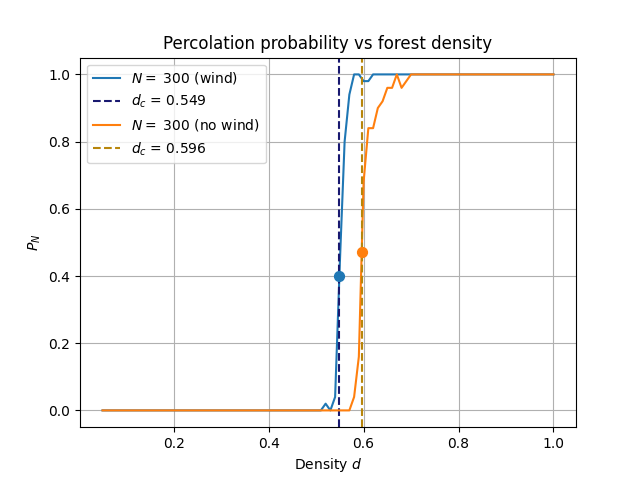 Percolation probability vs forest density
N = 300 (wind)
d_c = 0.549
N = 300 (no wind)
d_c = 0.596
1.0
0.8
0.6
0.4
0.2
0.0
P_N
0.2 0.4 0.6 0.8 1.0
Density d